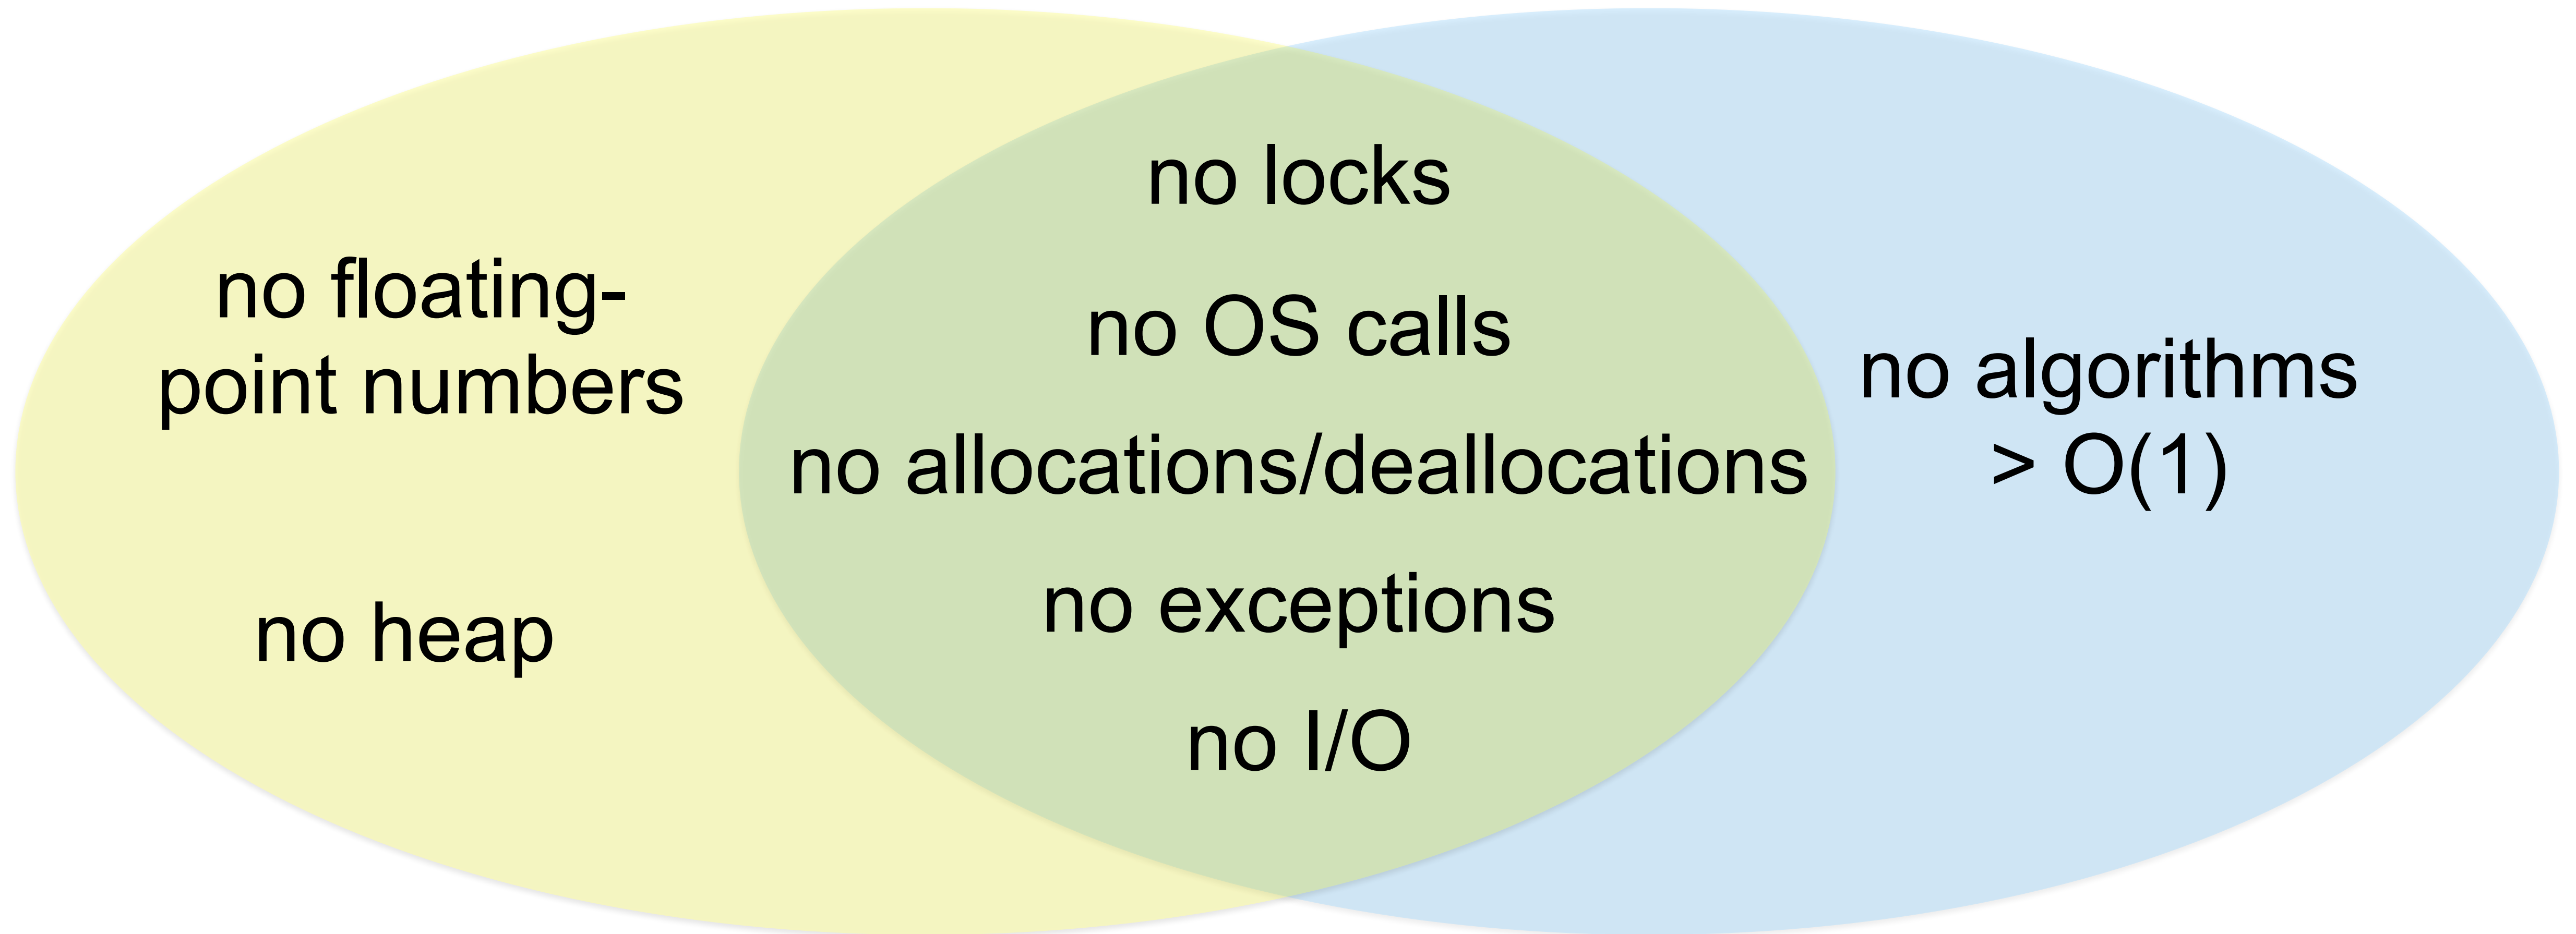 no floating-
point numbers
no heap
no locks
no OS calls
no allocations/deallocations
no exceptions
no I/O
no algorithms
> O(1)